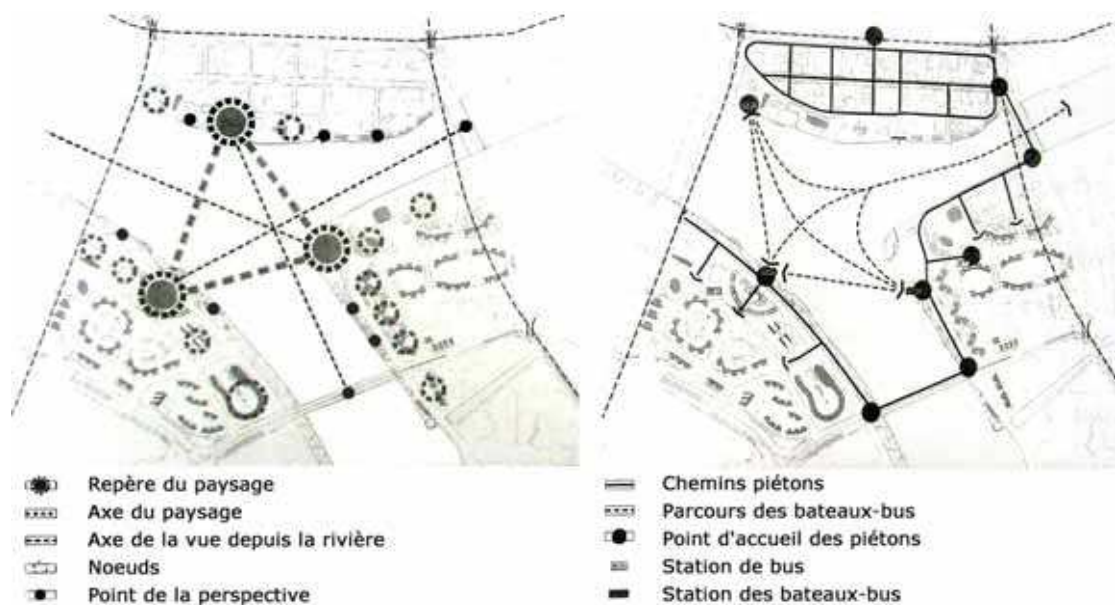 Repère du paysage
Axe du paysage
Axe de la vue depuis la rivière
Noeuds
Point de la perspective
Chemins piétons
Parcours des bateaux-bus
Point d'accueil des piétons
Station de bus
Station des bateaux-bus